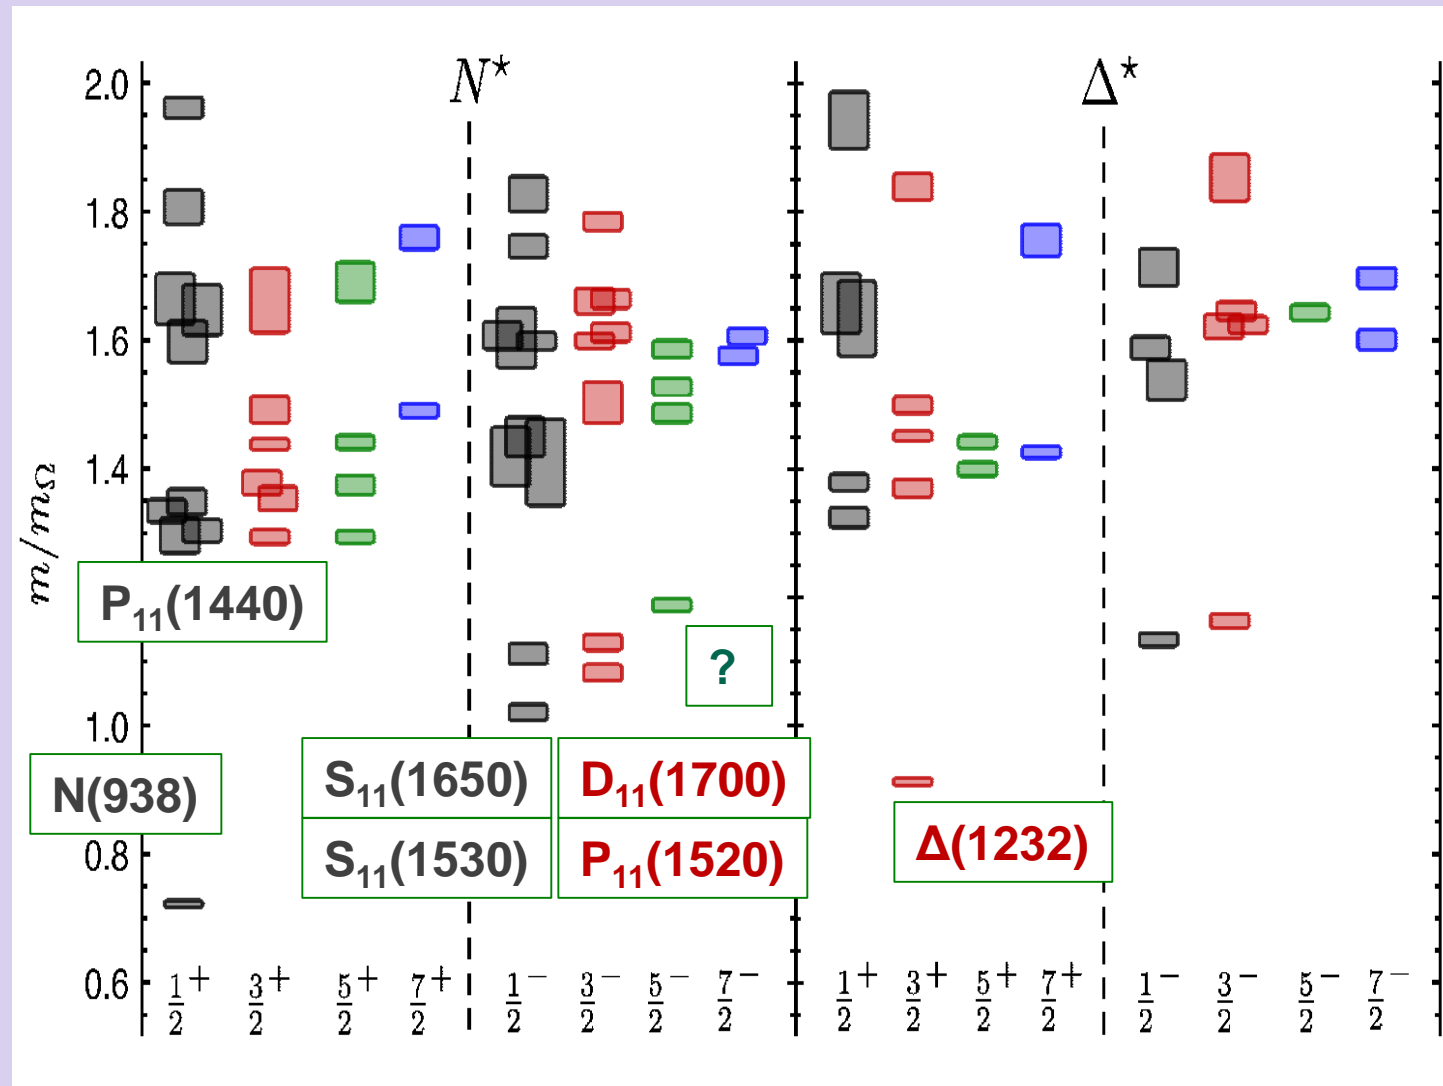 N* Δ*
2.0
1.8
1.6
1.4
m/mΩ
P11(1440)
?
1.0
N(938)
S11(1650) D11(1700)
S11(1530) P11(1520)
Δ(1232)
0.8
0.6
1/2+ 3/2+ 5/2+ 7/2+ 1/2− 3/2− 5/2− 7/2− 1/2+ 3/2+ 5/2+ 7/2+ 1/2− 3/2− 5/2− 7/2−